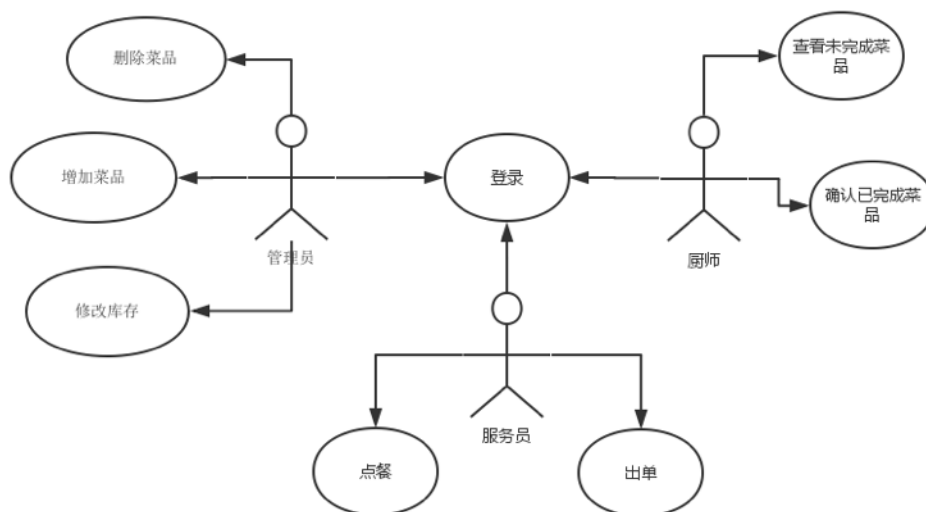 删除菜品
查看未完成菜
品
增加菜品
登录
确认已完成菜
品
管理员
厨师
修改库存
服务员
点餐
出单